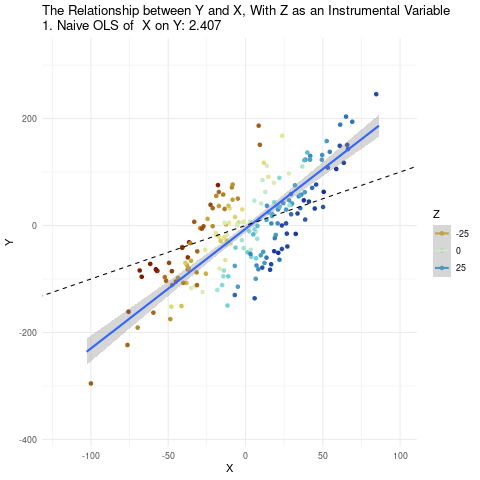 The Relationship between Y and X, With Z as an Instrumental Variable
1. Naive OLS of X on Y: 2.407
200
0
-200
-400
Y
-100
-50
0
50
100
X
Z
-25
0
25